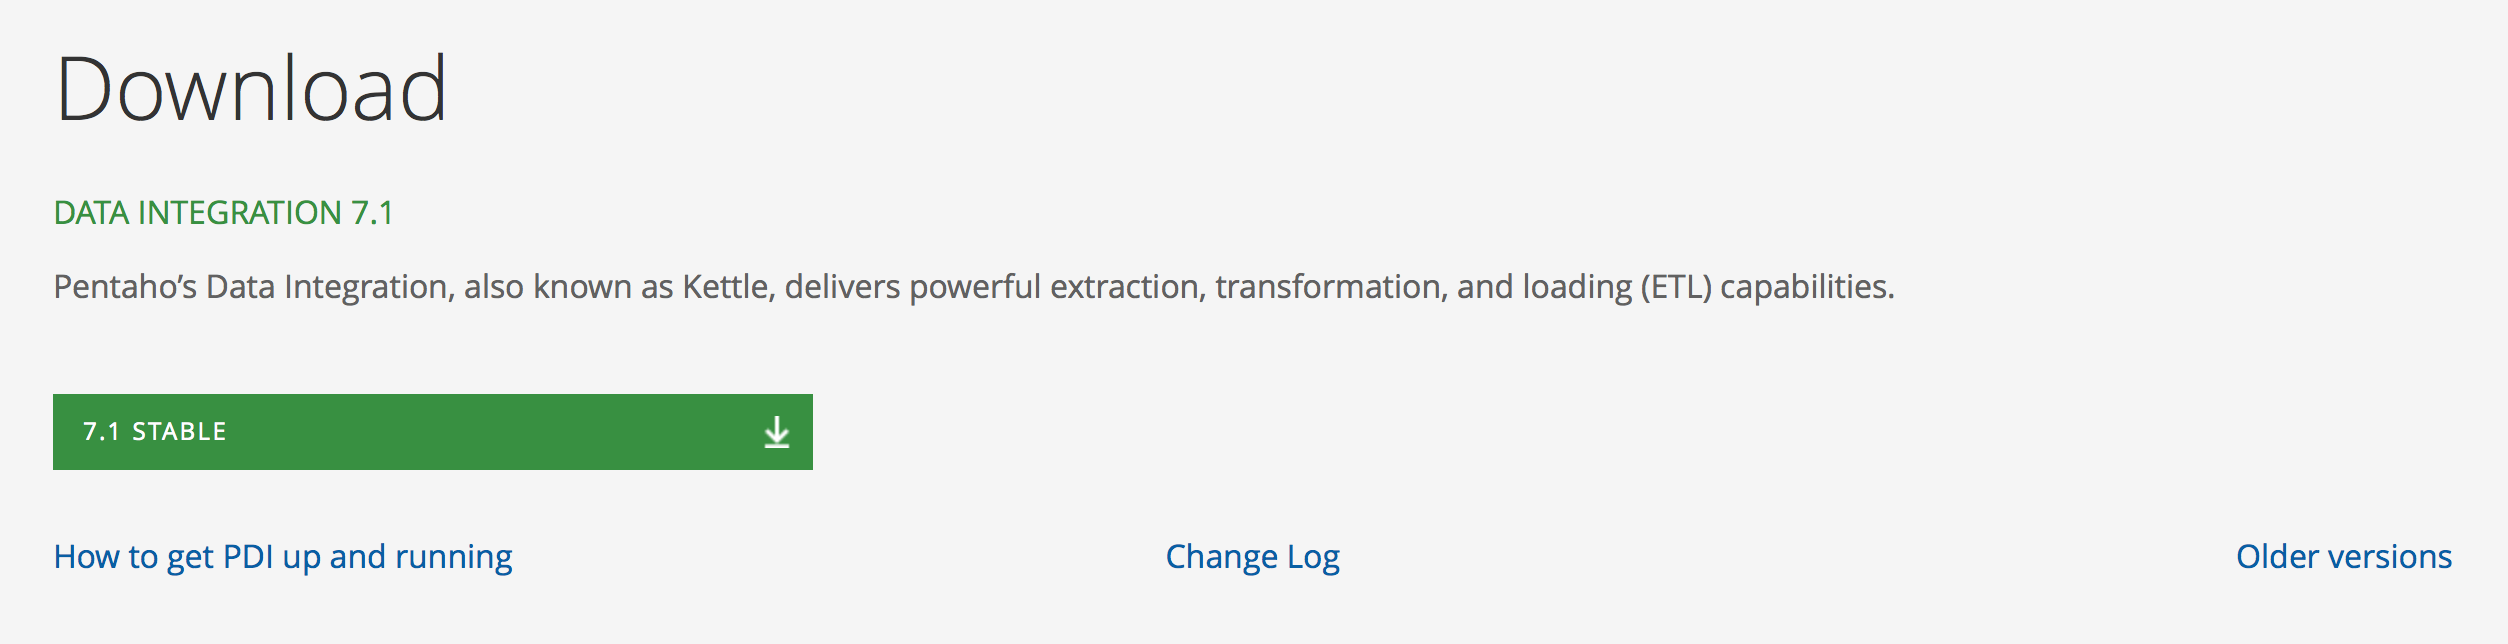 Download
DATA INTEGRATION 7.1
Pentaho’s Data Integration, also known as Kettle, delivers powerful extraction, transformation, and loading (ETL) capabilities.
7.1 STABLE
How to get PDI up and running
Change Log
Older versions